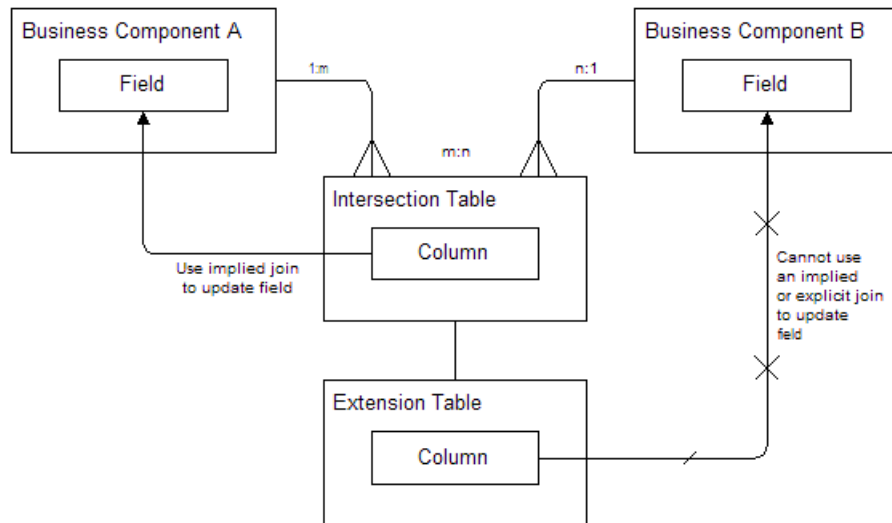 Business Component A
Field
Business Component B
Field
1:m
n:1
m:n
Intersection Table
Column
Use implied join
to update field
Cannot use
an implied
or explicit join
to update
field
Extension Table
Column